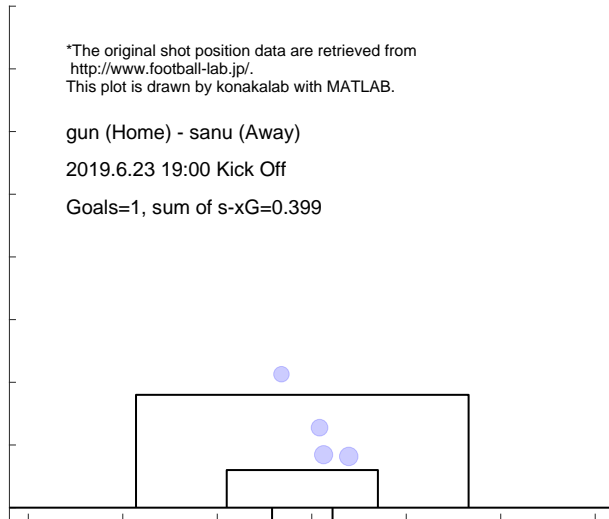 *The original shot position data are retrieved from
http://www.football-lab.jp/.
This plot is drawn by konakalab with MATLAB.
gun (Home) - sanu (Away)
2019.6.23 19:00 Kick Off
Goals=1, sum of s-xG=0.399